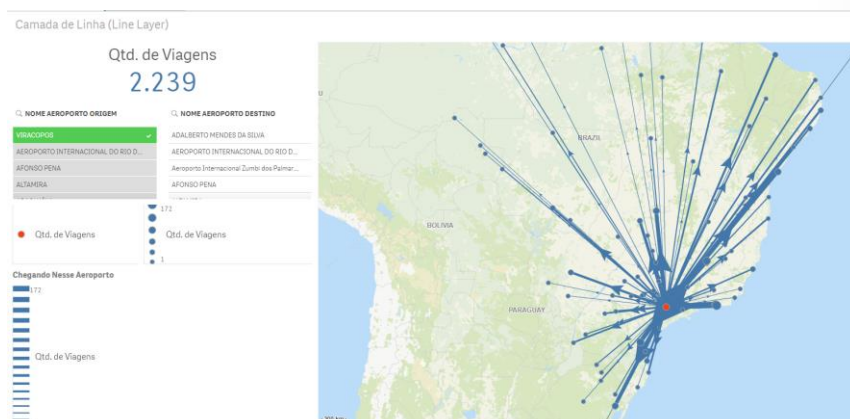 Camada de Linha (Line Layer)
Qtd. de Viagens
2.239
NOME AEROPORTO ORIGEM
NOME AEROPORTO DESTINO
VIRACOPOS
ADALBERTO MENDES DA SILVA
AEROPORTO INTERNACIONAL DO RIO D...
AEROPORTO INTERNACIONAL DO RIO D...
AFONSO PENA
Aeroporto Internacional Zumbi dos Palmar...
ALTAMIRA
AFONSO PENA
172
Qtd. de Viagens
Qtd. de Viagens
1
Chegando Nesse Aeroporto
172
Qtd. de Viagens
BRAZIL
BOLIVIA
PARAGUAY